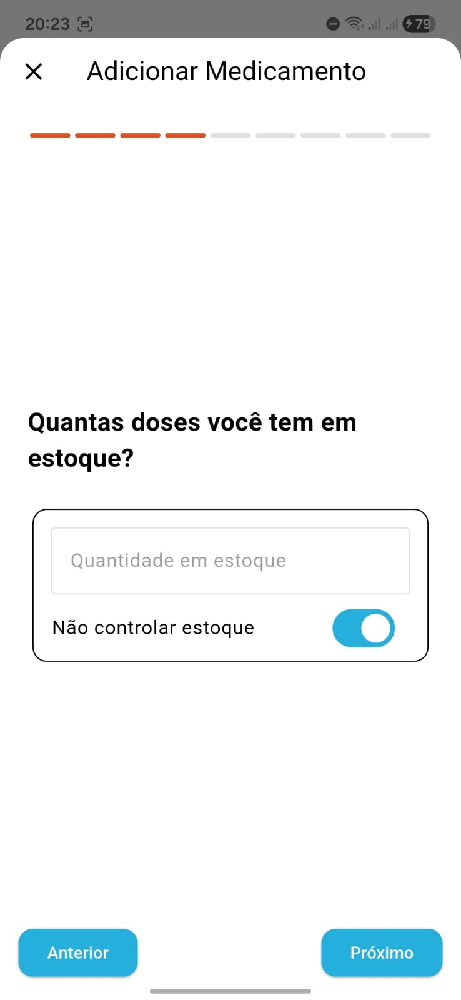 20:23
79
Adicionar Medicamento
Quantas doses você tem em
estoque?
Quantidade em estoque
Não controlar estoque
Anterior
Próximo